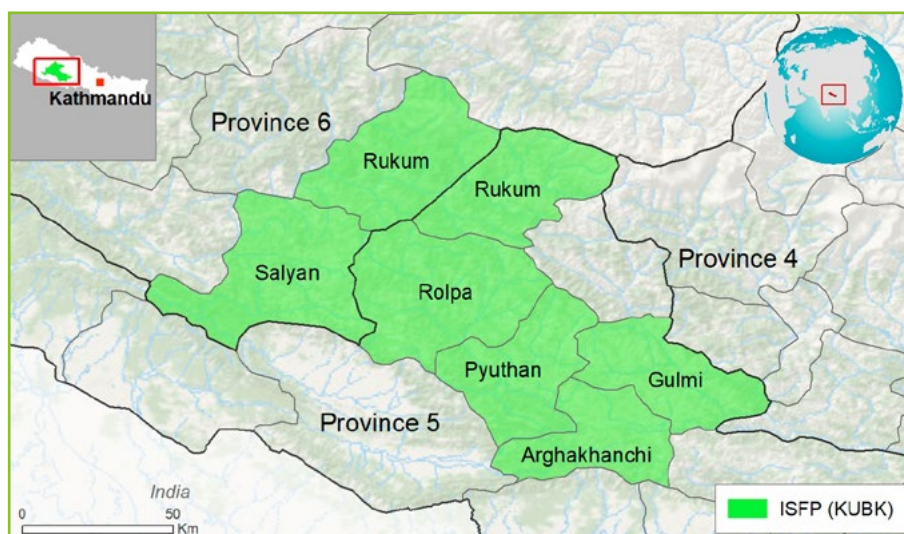 Kathmandu
Province 6
Rukum
Rukum
Province 4
Salyan
Rolpa
Pyuthan
Gulmi
Province 5
Arghakhanchi
India
0 50
Km
ISFP (KUBK)